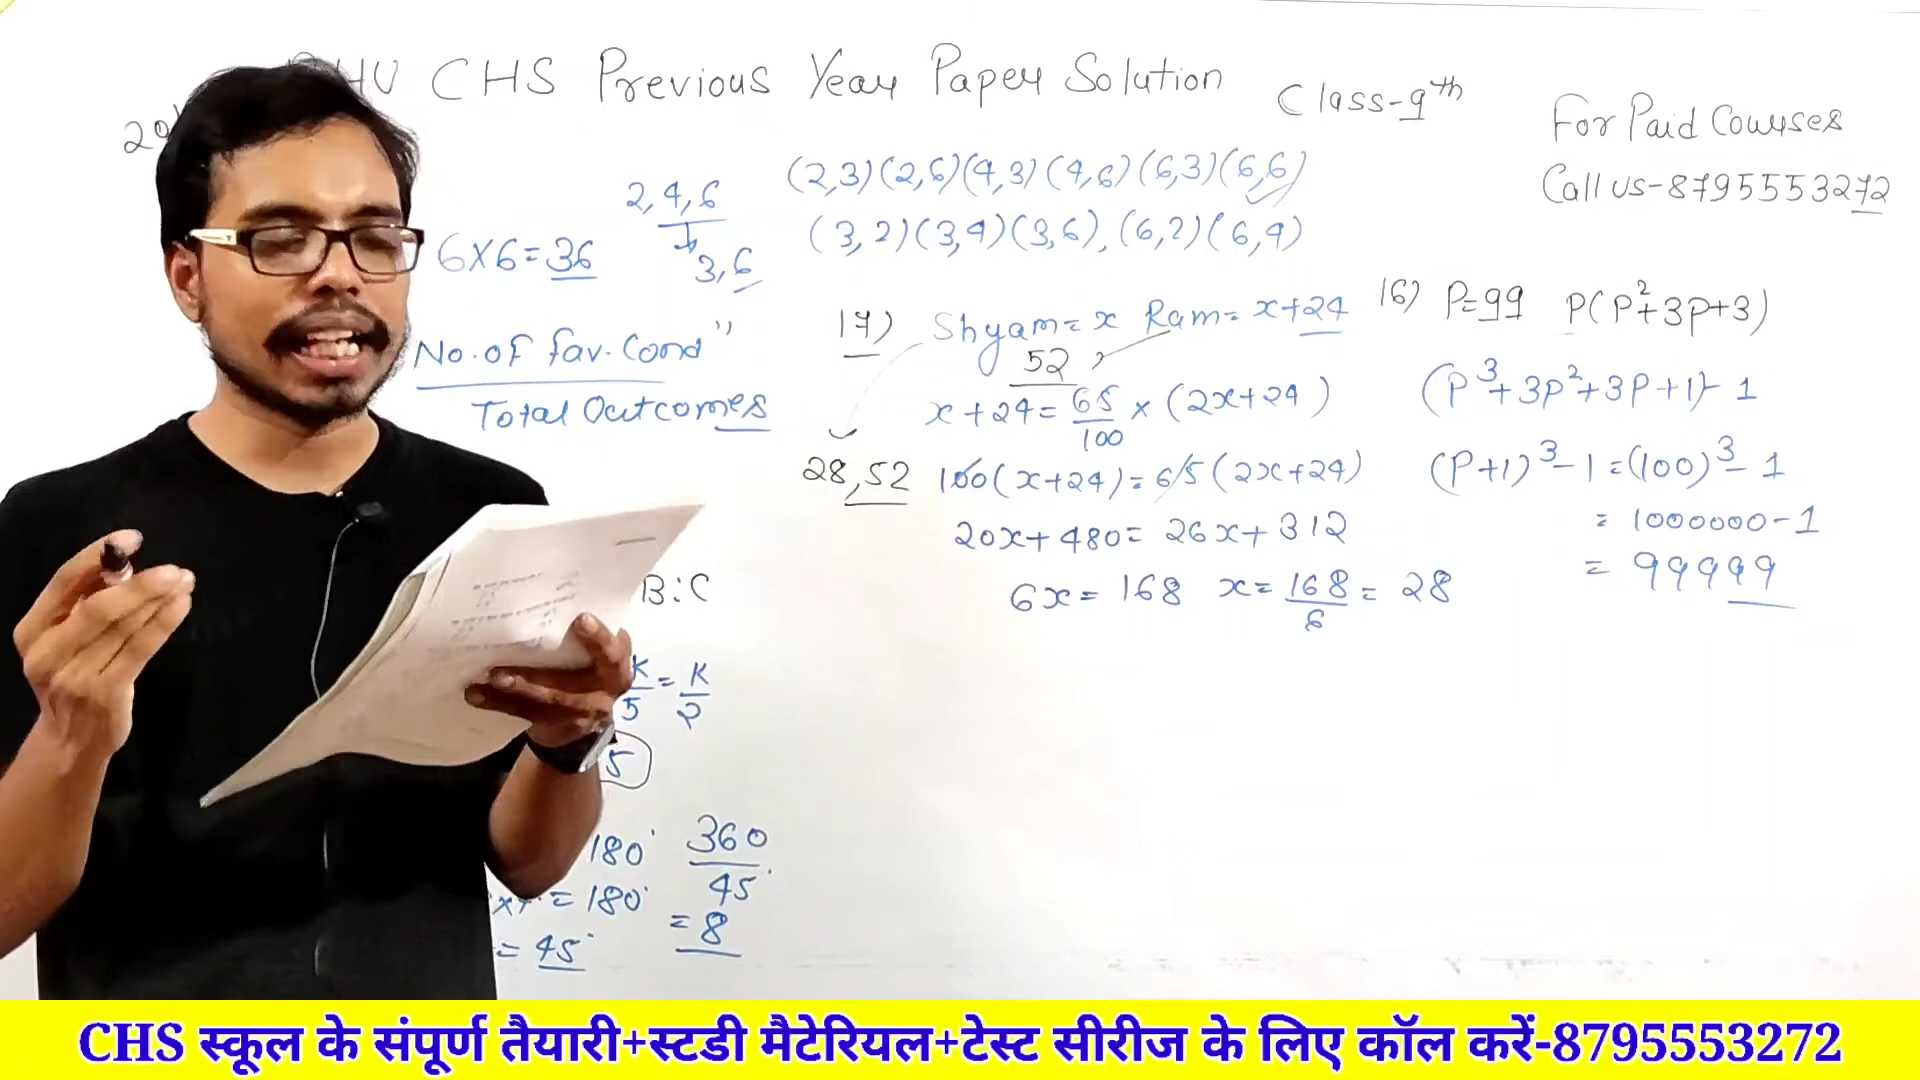 CHS Previous Year Paper Solution
Class-9th
For Paid Courses
Call us-8795553272
2,4,6
3,6
6×6=36
(2,3)(2,6)(4,3)(4,6)(6,3)(6,6)
(3,2)(3,4)(3,6),(6,2)(6,4)
No. of fav. Cond"
Total Outcomes
17) Shyam=x Ram=x+24
52
x+24=65/100×(2x+24)
28,52
100(x+24)=65(2x+24)
20x+480=26x+312
6x=168 x=168/6=28
16) P=99 P(P²+3P+3)
(P³+3P²+3P+1)-1
(P+1)³-1=(100)³-1
=1000000-1
=99999
B:C
K/5=K/2
5
180°
=180°
=45°
360/45°
=8
CHS स्कूल के संपूर्ण तैयारी+स्टडी मैटेरियल+टेस्ट सीरीज के लिए कॉल करें-8795553272